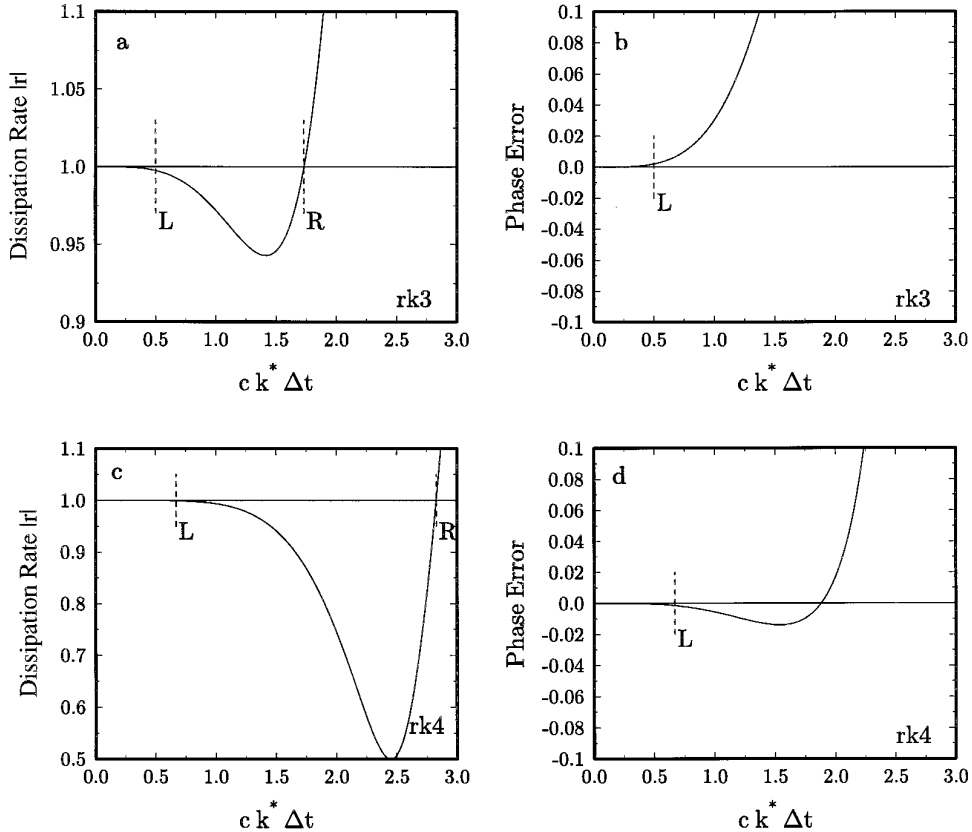 a
Dissipation Rate |r|
1.1
1.05
1.0
0.95
0.9
L
R
rk3
0.0
0.5
1.0
1.5
2.0
2.5
3.0
c k* Δt
b
Phase Error
0.1
0.08
0.06
0.04
0.02
0.0
-0.02
-0.04
-0.06
-0.08
-0.1
L
rk3
0.0
0.5
1.0
1.5
2.0
2.5
3.0
c k* Δt
c
Dissipation Rate |r|
1.1
1.0
0.9
0.8
0.7
0.6
0.5
L
R
rk4
0.0
0.5
1.0
1.5
2.0
2.5
3.0
c k* Δt
d
Phase Error
0.1
0.08
0.06
0.04
0.02
0.0
-0.02
-0.04
-0.06
-0.08
-0.1
L
rk4
0.0
0.5
1.0
1.5
2.0
2.5
3.0
c k* Δt